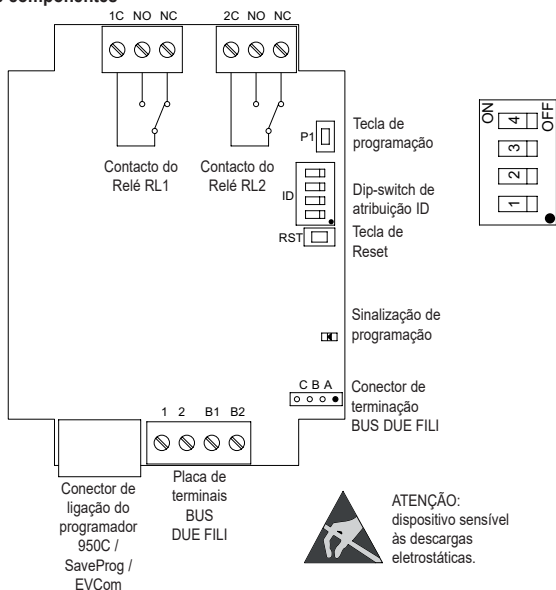 1C NO NC
2C NO NC
Contacto do
Relé RL1
Contacto do
Relé RL2
P1
Tecla de
programação
ID
Dip-switch de
atribuição ID
RST
Tecla de
Reset
ON
OFF
4
3
2
1
Sinalização de
programação
C B A
Conector de
terminação
BUS DUE FILI
1 2 B1 B2
Conector de
ligação do
programador
950C /
SaveProg /
EVCom
Placa de
terminais
BUS
DUE FILI
ATENÇÃO:
dispositivo sensível
às descargas
eletrostáticas.